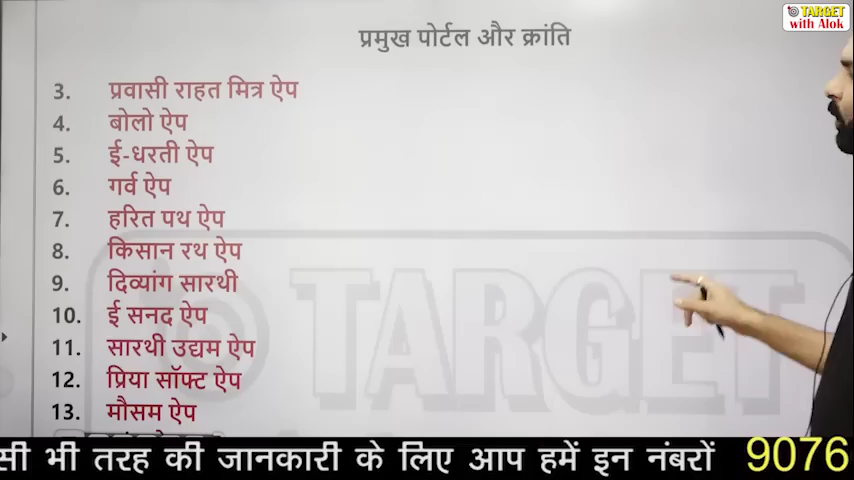 TARGET
with Alok
प्रमुख पोर्टल और क्रांति
3. प्रवासी राहत मित्र ऐप
4. बोलो ऐप
5. ई-धरती ऐप
6. गर्व ऐप
7. हरित पथ ऐप
8. किसान रथ ऐप
9. दिव्यांग सारथी
10. ई सनद ऐप
11. सारथी उद्यम ऐप
12. प्रिया सॉफ्ट ऐप
13. मौसम ऐप
TARGET
सी भी तरह की जानकारी के लिए आप हमें इन नंबरों 9076